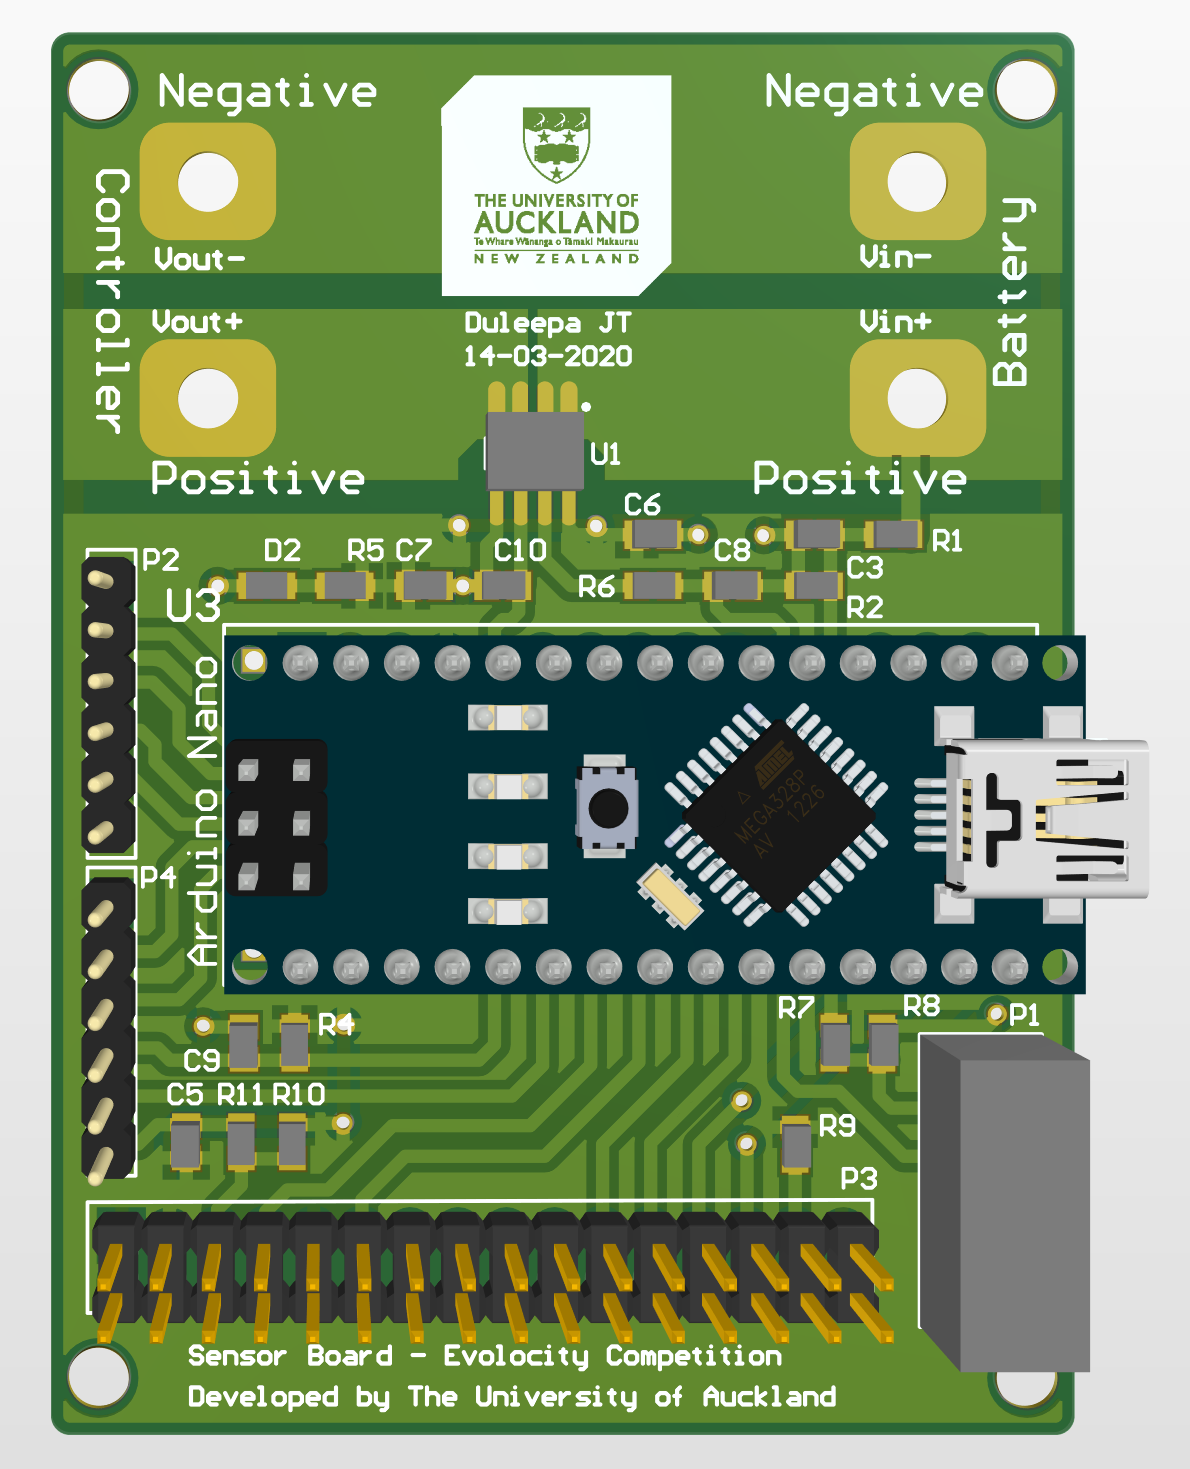 Negative
Negative
THE UNIVERSITY OF
AUCKLAND
Te Whare Wānanga o Tāmaki Makaurau
NEW ZEALAND
Controller
Battery
Vout-
Vin-
Vout+
Vin+
Duleepa JT
14-03-2020
U1
Positive
Positive
C6
R1
P2
D2
R5
C7
C10
C8
C3
R6
R2
U3
Arduino Nano
ATMEL
MEGA328P
AV
1226
P4
R7
R8
P1
R4
C9
C5
R11
R10
R9
P3
Sensor Board - Evolocity Competition
Developed by The University of Auckland